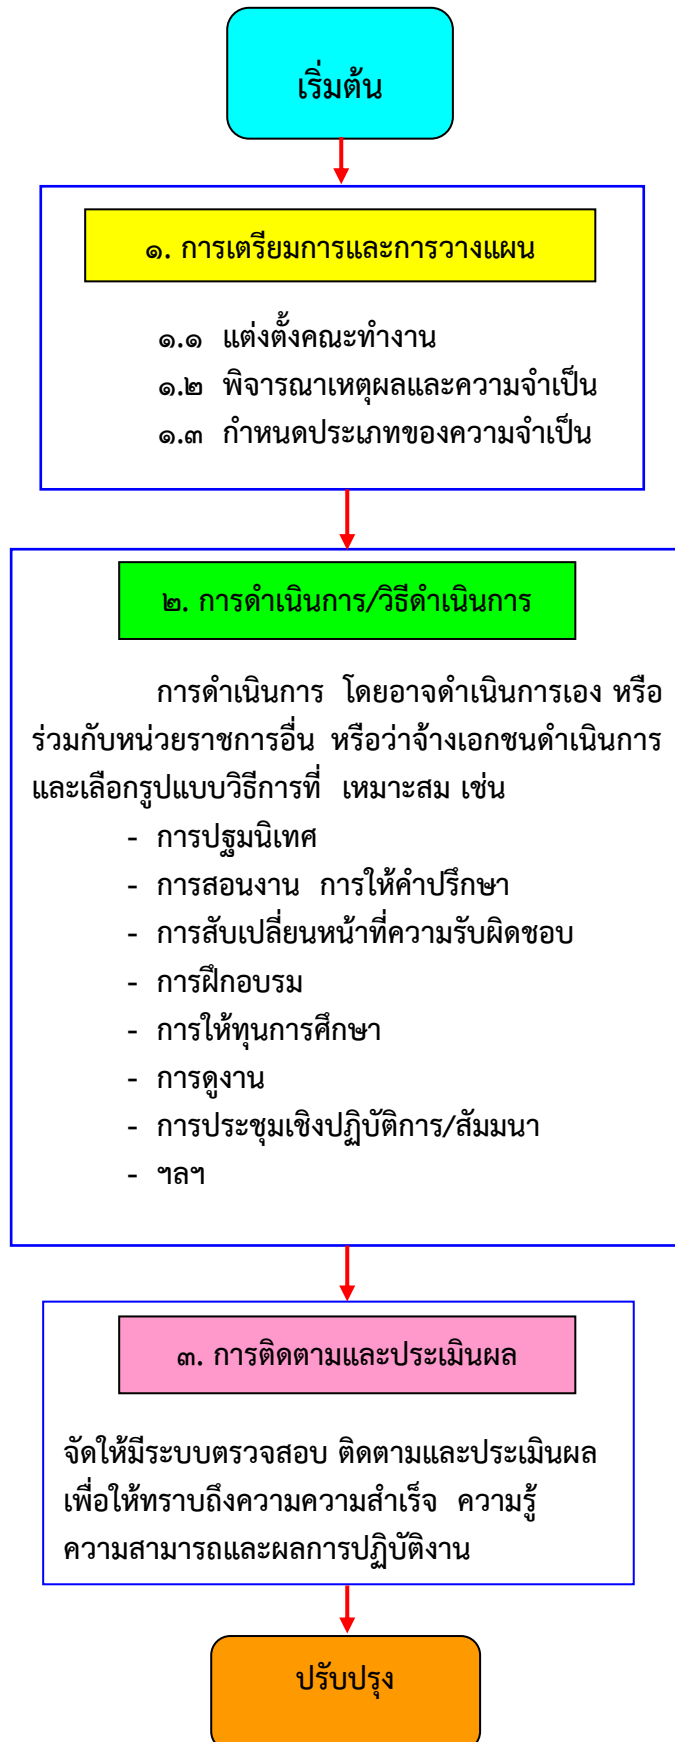 เริ่มต้น
๑. การเตรียมการและการวางแผน
๑.๑ แต่งตั้งคณะทำงาน
๑.๒ พิจารณาเหตุผลและความจำเป็น
๑.๓ กำหนดประเภทของความจำเป็น
๒. การดำเนินการ/วิธีดำเนินการ
การดำเนินการ โดยอาจดำเนินการเอง หรือ
ร่วมกับหน่วยราชการอื่น หรือว่าจ้างเอกชนดำเนินการ
และเลือกรูปแบบวิธีการที่ เหมาะสม เช่น
- การปฐมนิเทศ
- การสอนงาน การให้คำปรึกษา
- การสับเปลี่ยนหน้าที่ความรับผิดชอบ
- การฝึกอบรม
- การให้ทุนการศึกษา
- การดูงาน
- การประชุมเชิงปฏิบัติการ/สัมมนา
- ฯลฯ
๓. การติดตามและประเมินผล
จัดให้มีระบบตรวจสอบ ติดตามและประเมินผล
เพื่อให้ทราบถึงความความสำเร็จ ความรู้
ความสามารถและผลการปฏิบัติงาน
ปรับปรุง